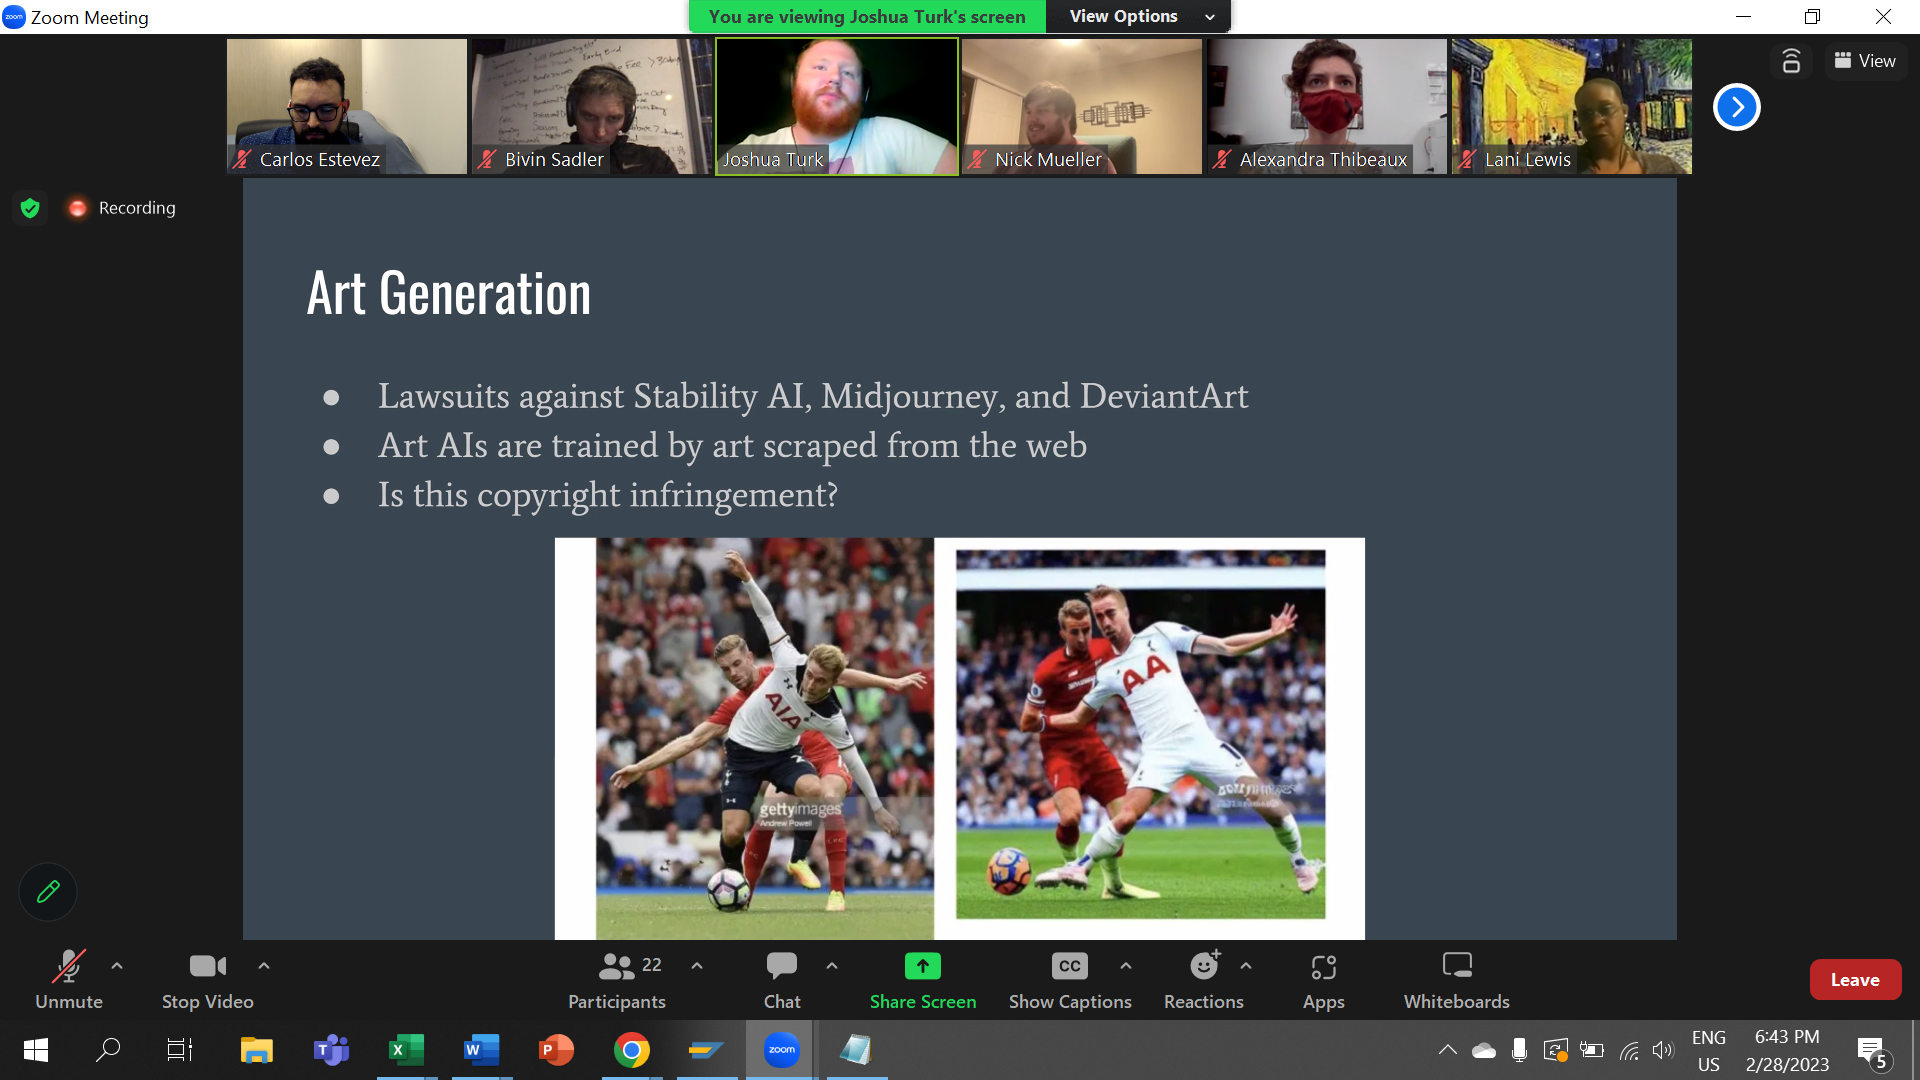 Zoom Meeting
You are viewing Joshua Turk's screen
View Options
Carlos Estevez
Bivin Sadler
Joshua Turk
Nick Mueller
Alexandra Thibeaux
Lani Lewis
View
Recording
Art Generation
Lawsuits against Stability AI, Midjourney, and DeviantArt
Art AIs are trained by art scraped from the web
Is this copyright infringement?
AIA
AA
gettyimages
Andrew Powell
Unmute
Stop Video
Participants
22
Chat
Share Screen
CC
Show Captions
Reactions
Apps
Whiteboards
Leave
zoom
ENG
US
6:43 PM
2/28/2023
5